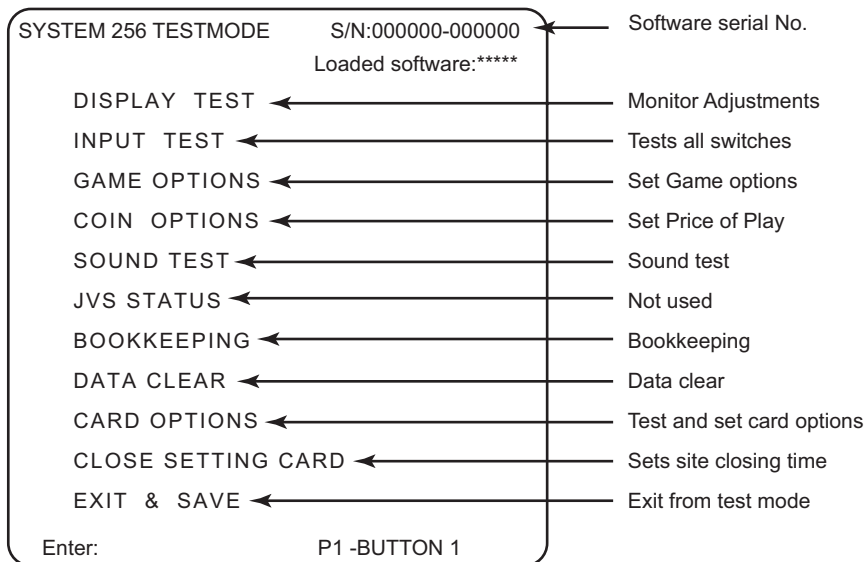 SYSTEM 256 TESTMODE S/N:000000-000000 Software serial No.
Loaded software:*****
DISPLAY TEST Monitor Adjustments
INPUT TEST Tests all switches
GAME OPTIONS Set Game options
COIN OPTIONS Set Price of Play
SOUND TEST Sound test
JVS STATUS Not used
BOOKKEEPING Bookkeeping
DATA CLEAR Data clear
CARD OPTIONS Test and set card options
CLOSE SETTING CARD Sets site closing time
EXIT & SAVE Exit from test mode
Enter: P1 -BUTTON 1